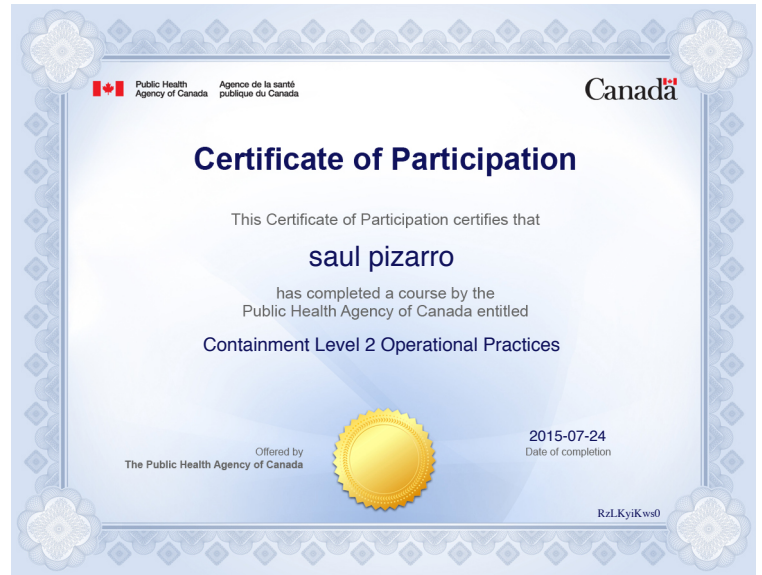 Public Health Agence de la santé
Agency of Canada publique du Canada
Canada
Certificate of Participation
This Certificate of Participation certifies that
saul pizarro
has completed a course by the
Public Health Agency of Canada entitled
Containment Level 2 Operational Practices
Offered by
The Public Health Agency of Canada
2015-07-24
Date of completion
RzLKyiKws0